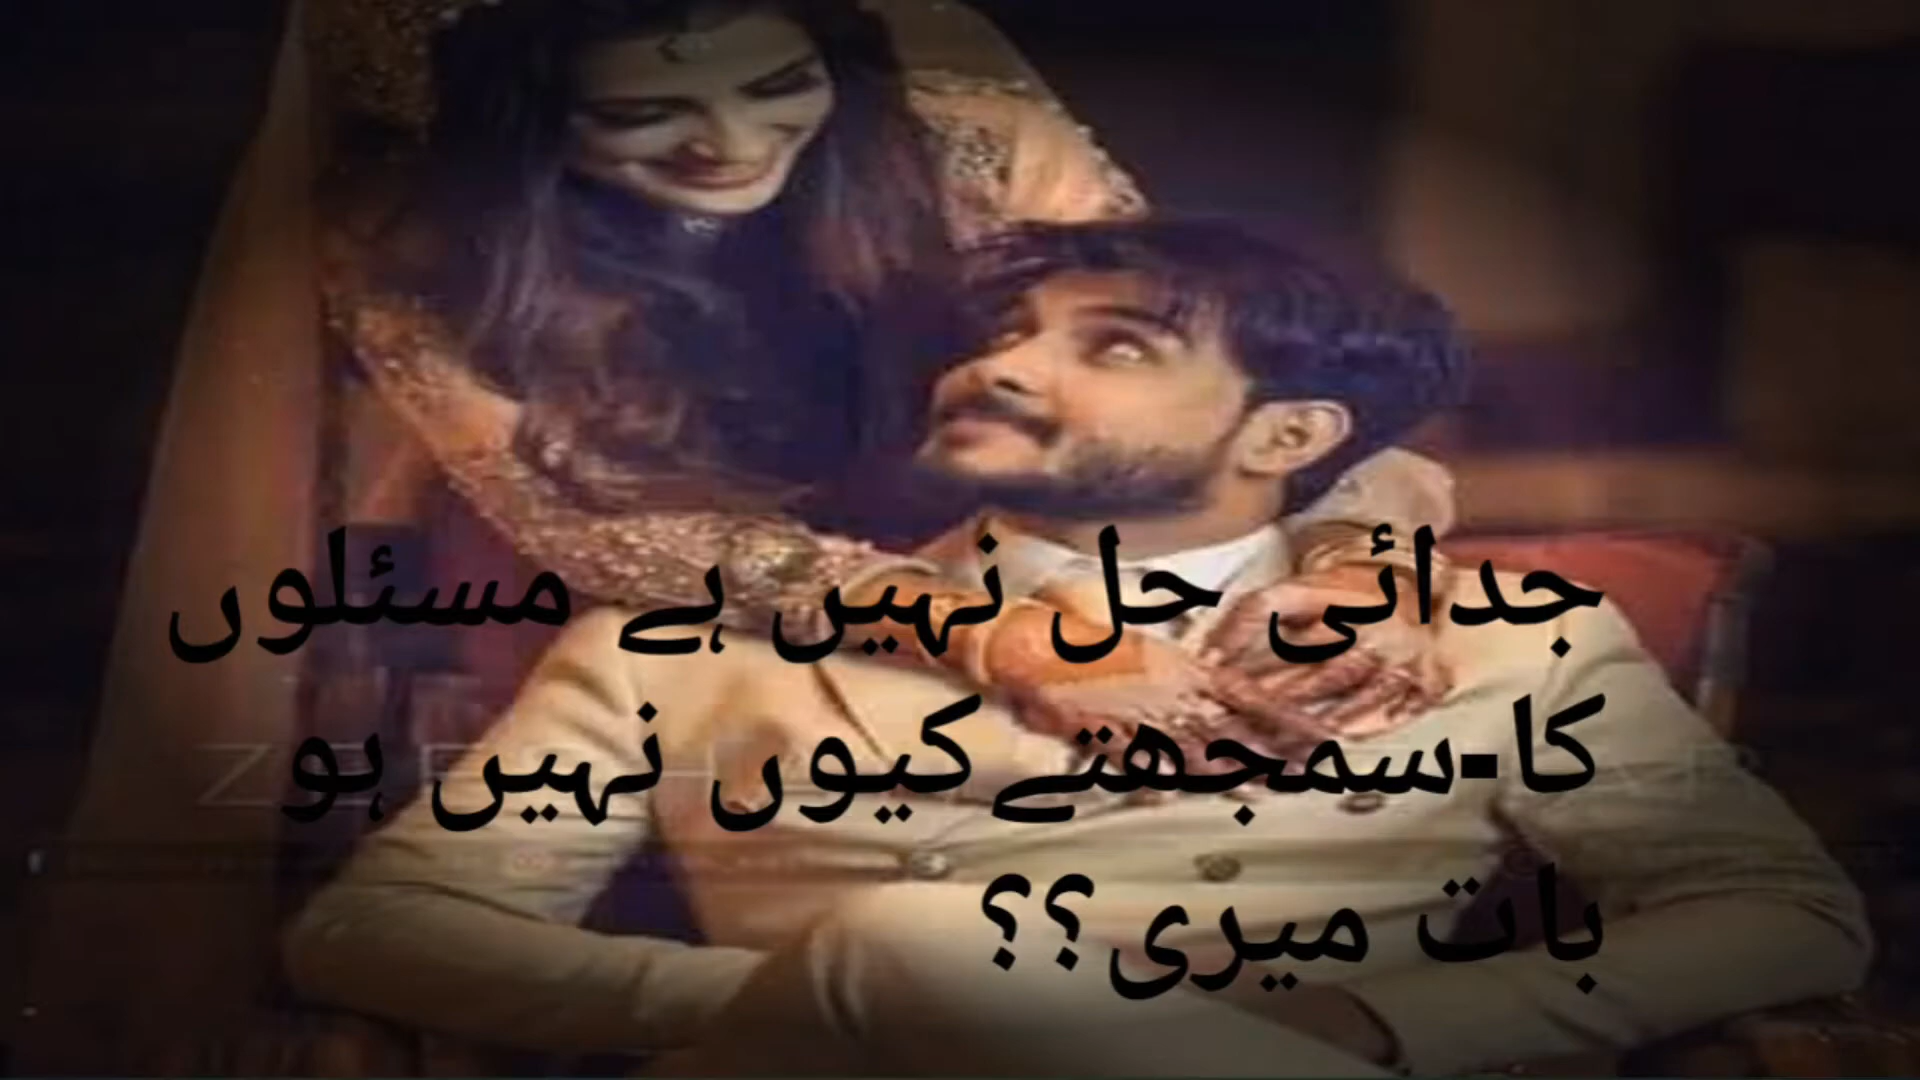 جدائی حل نہیں ہے مسئلوں
کا-سمجھتے کیوں نہیں ہو
بات میری؟؟